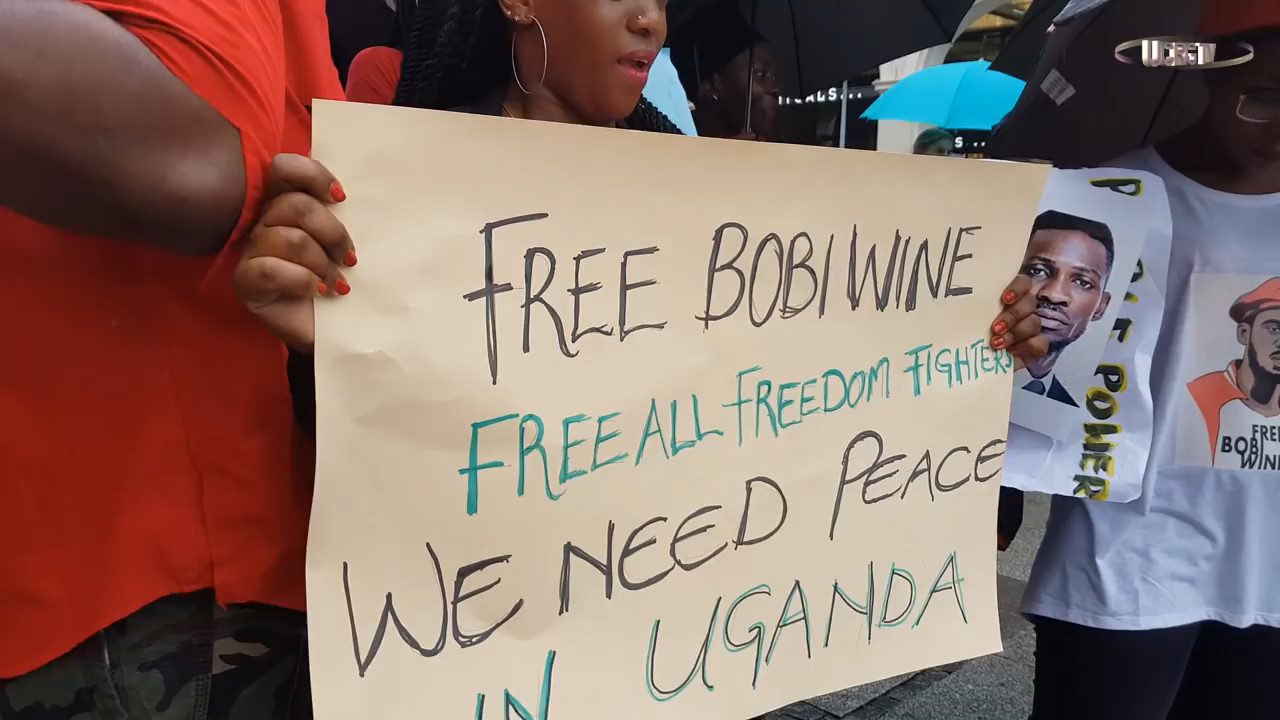 FREE BOBI WINE
FREE ALL FREEDOM FIGHTERS
WE NEED PEACE
IN UGANDA
POWER
FREE
BOBI
WINE